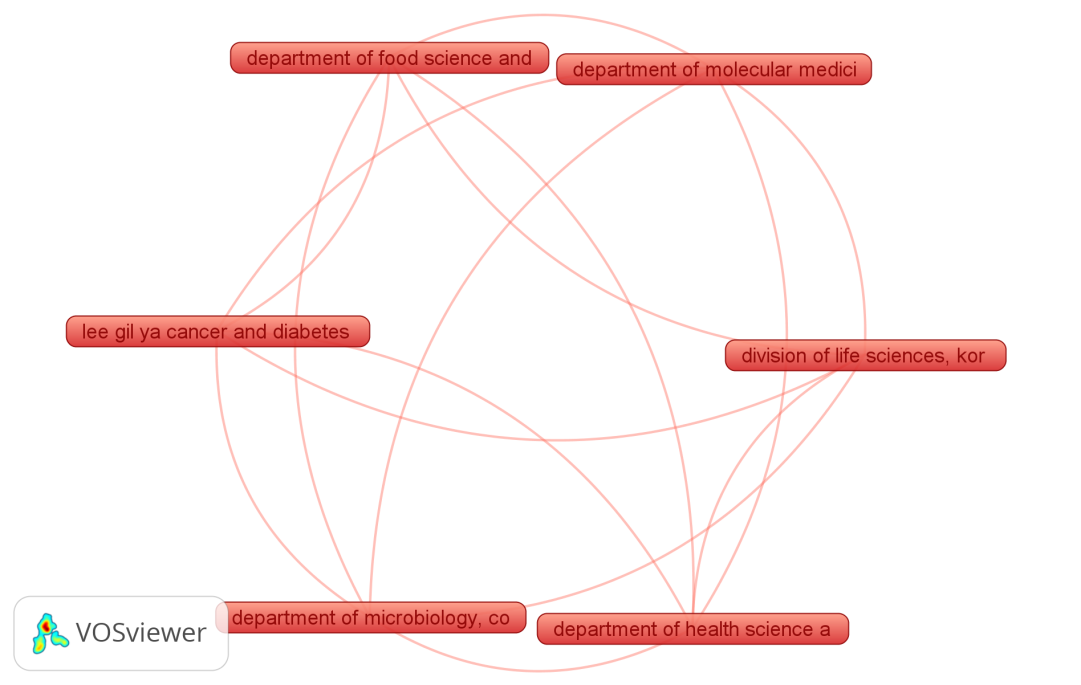 department of food science and
department of molecular medici
lee gil ya cancer and diabetes
division of life sciences, kor
department of microbiology, co
department of health science a
VOSviewer